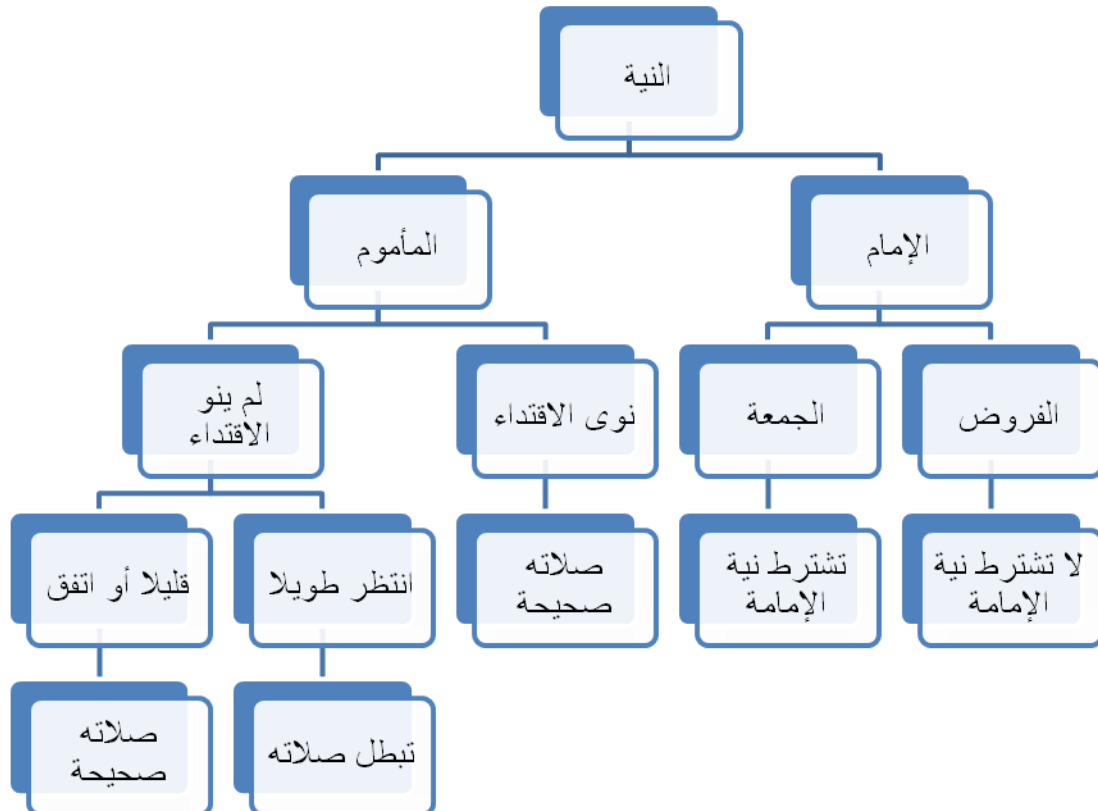 النية
الإمام
المأموم
الفروض
الجمعة
نوى الاقتداء
لم ينو
الاقتداء
لا تشترط نية
الإمامة
تشترط نية
الإمامة
صلاته
صحيحة
انتظر طويلا
قليلا أو اتفق
تبطل صلاته
صلاته
صحيحة